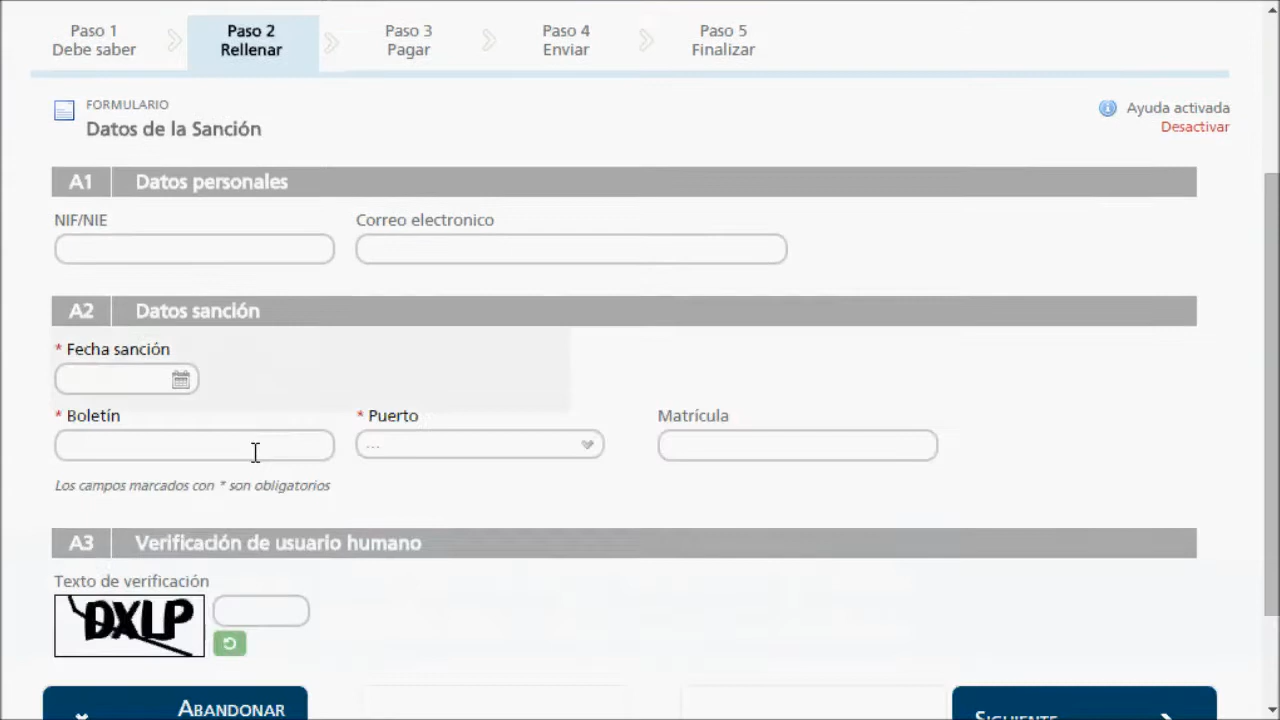 Paso 1
Debe saber
Paso 2
Rellenar
Paso 3
Pagar
Paso 4
Enviar
Paso 5
Finalizar
FORMULARIO
Datos de la Sanción
Ayuda activada
Desactivar
A1 Datos personales
NIF/NIE Correo electronico
A2 Datos sanción
* Fecha sanción
* Boletín * Puerto Matrícula
...
Los campos marcados con * son obligatorios
A3 Verificación de usuario humano
Texto de verificación
DXLP
ABANDONAR
SIGUIENTE